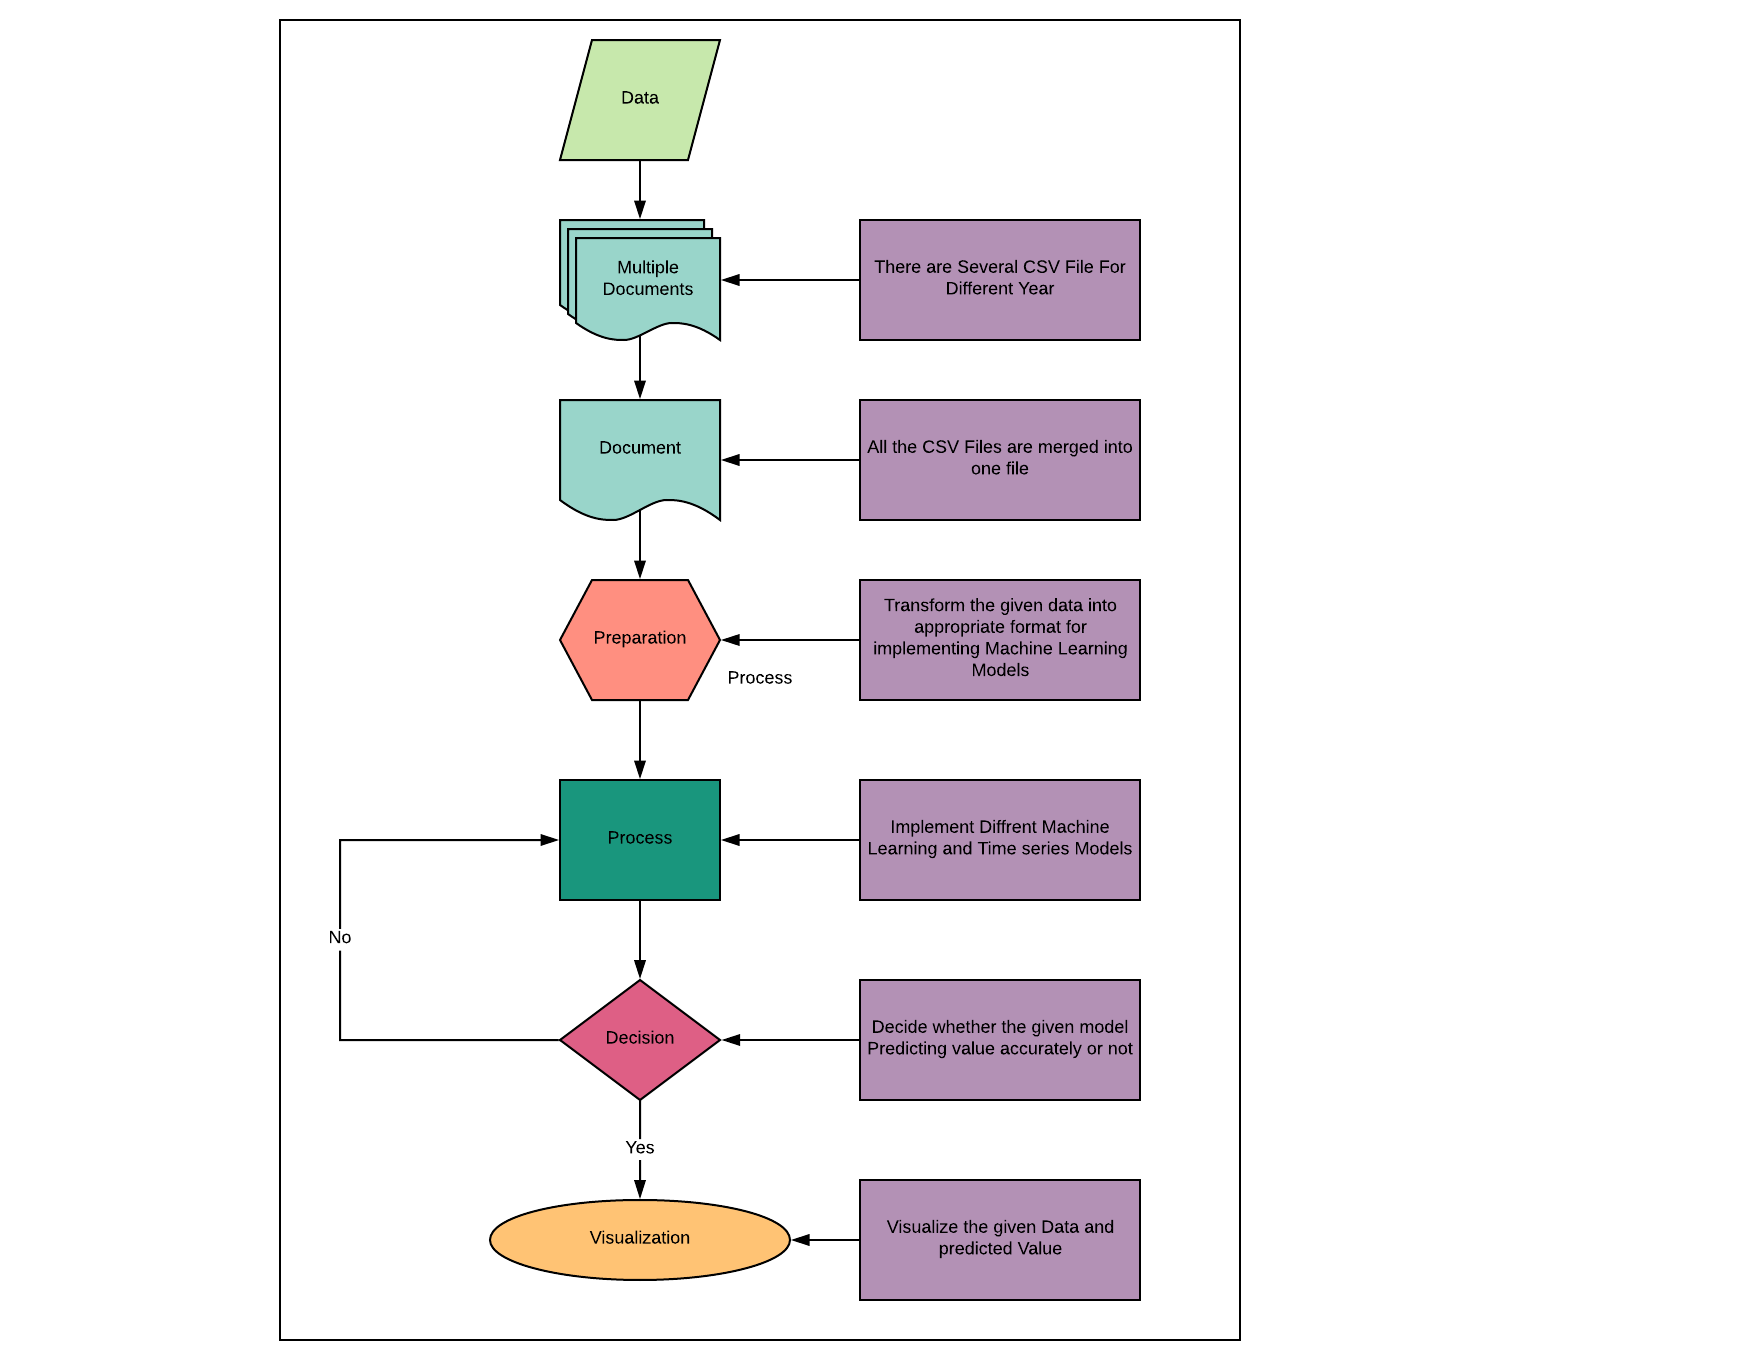 Data
Multiple
Documents
There are Several CSV File For
Different Year
Document
All the CSV Files are merged into
one file
Preparation
Transform the given data into
appropriate format for
implementing Machine Learning
Models
Process
Process
Implement Diffrent Machine
Learning and Time series Models
No
Decision
Decide whether the given model
Predicting value accurately or not
Yes
Visualization
Visualize the given Data and
predicted Value